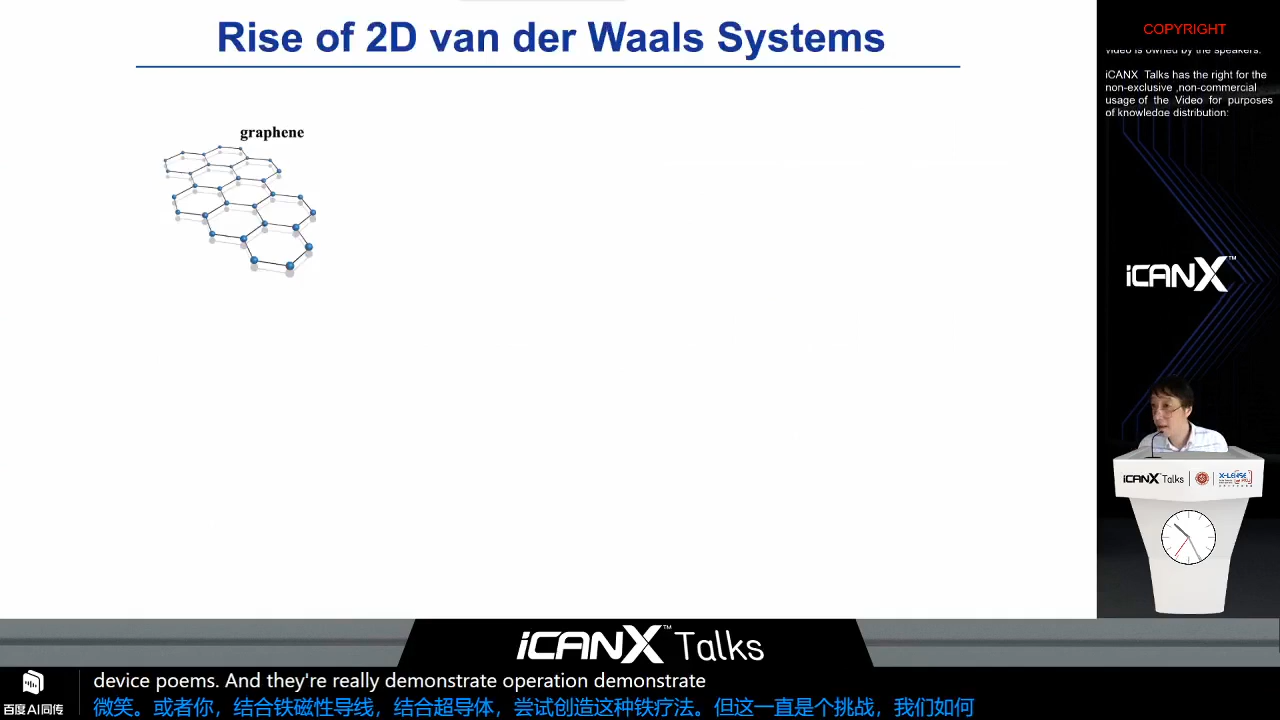 Rise of 2D van der Waals Systems
graphene
COPYRIGHT
video is owned by the speakers.
iCANX Talks has the right for the
non-exclusive ,non-commercial
usage of the Video for purposes
of knowledge distribution:
iCANX™
iCANX Talks
X-LENSE
iCANX™ Talks
device poems. And they're really demonstrate operation demonstrate
微笑。或者你，结合铁磁性导线，结合超导体，尝试创造这种铁疗法。但这一直是个挑战，我们如何
百度AI同传